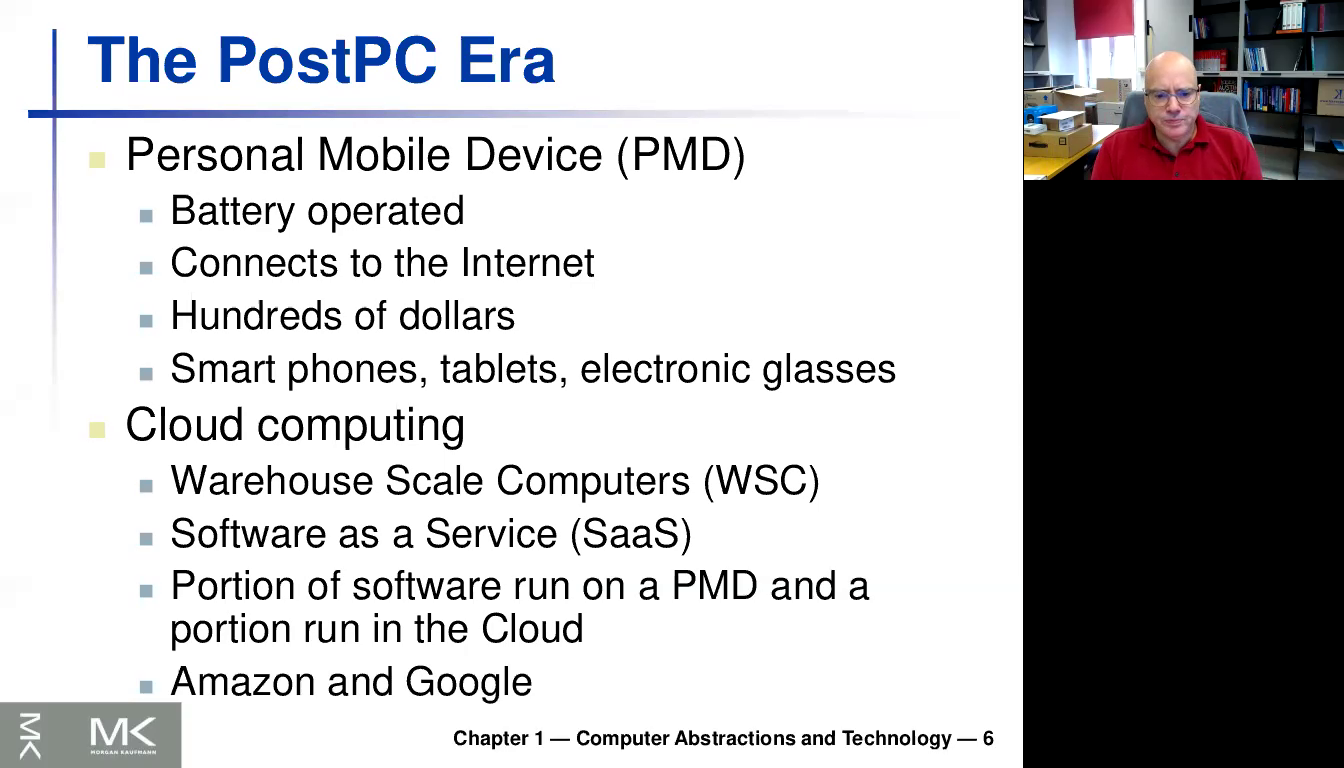 The PostPC Era
Personal Mobile Device (PMD)
Battery operated
Connects to the Internet
Hundreds of dollars
Smart phones, tablets, electronic glasses
Cloud computing
Warehouse Scale Computers (WSC)
Software as a Service (SaaS)
Portion of software run on a PMD and a
portion run in the Cloud
Amazon and Google
MK
MK
MORGAN KAUFMANN
Chapter 1 — Computer Abstractions and Technology — 6